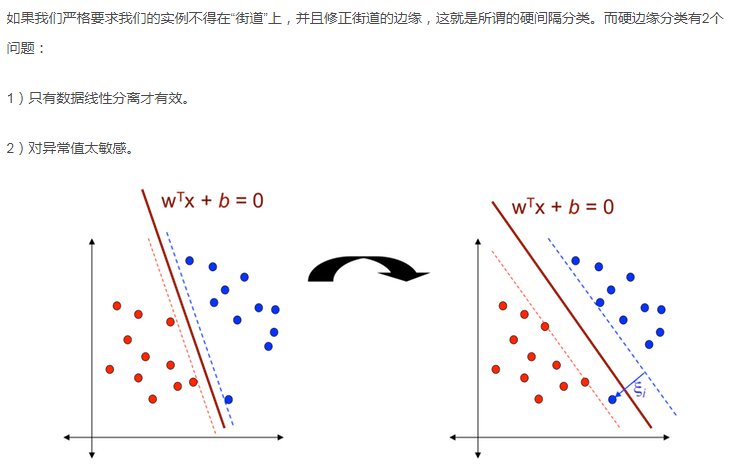 如果我们严格要求我们的实例不得在“街道”上，并且修正街道的边缘，这就是所谓的硬间隔分类。而硬边缘分类有2个
问题：
1）只有数据线性分离才有效。
2）对异常值太敏感。
wᵀx + b = 0
wᵀx + b = 0
ξᵢ